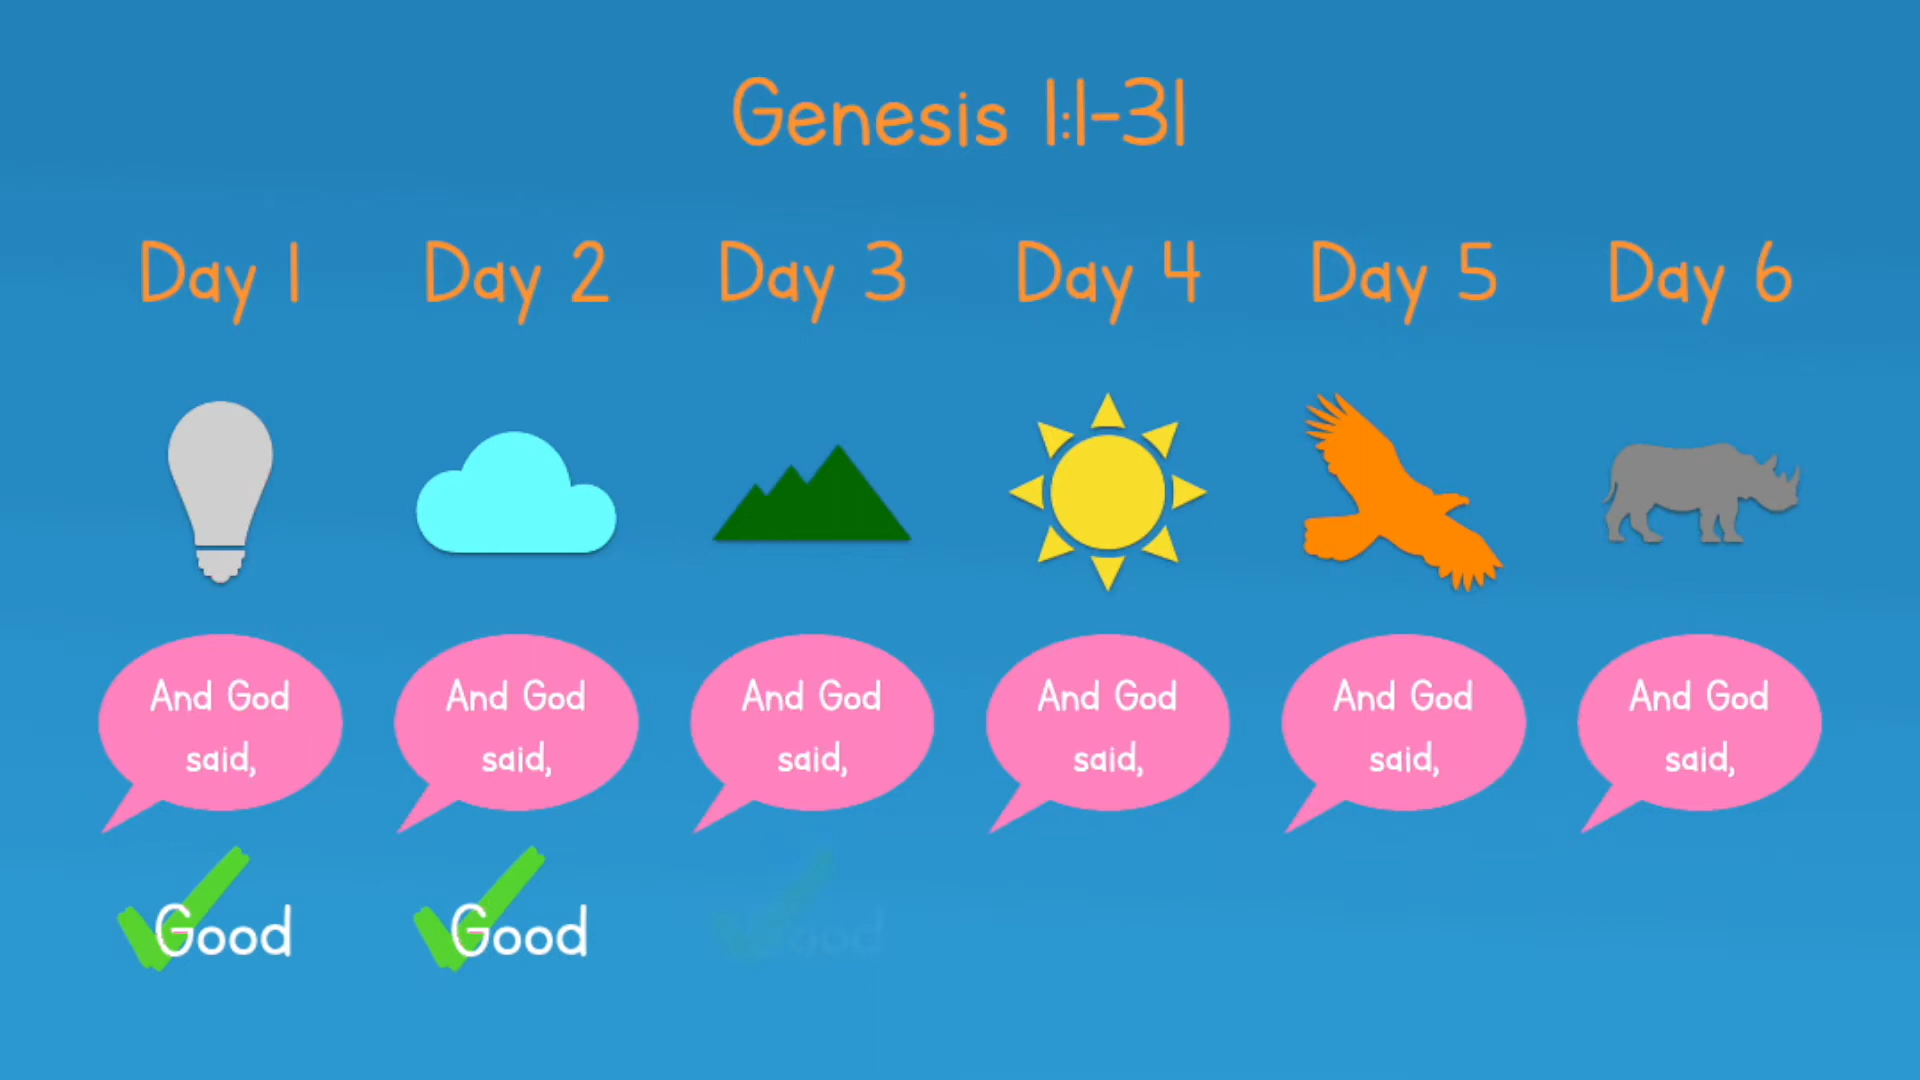 Genesis 1:1-31
Day 1 Day 2 Day 3 Day 4 Day 5 Day 6
And God
said,
And God
said,
And God
said,
And God
said,
And God
said,
And God
said,
Good Good Good